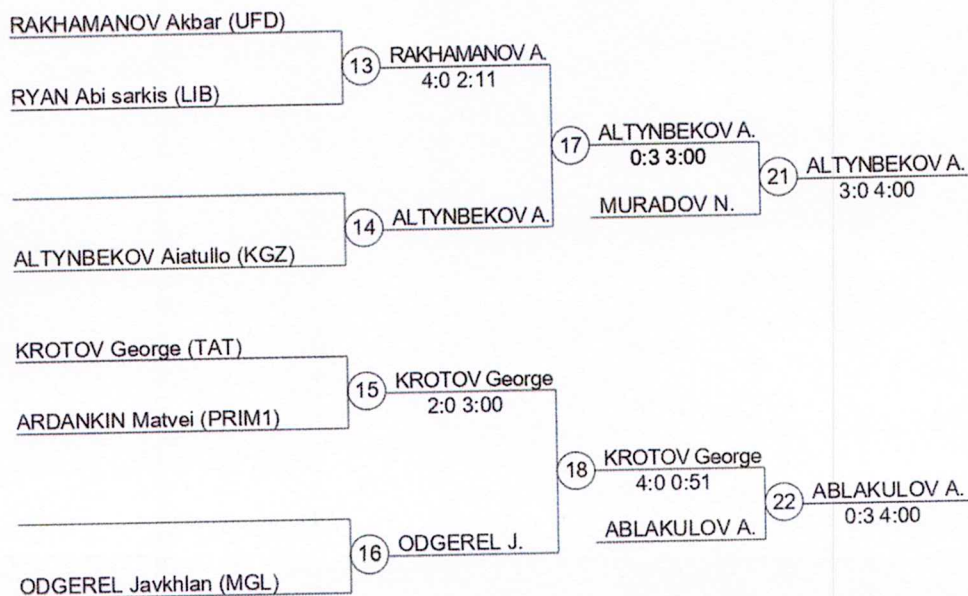 RAKHAMANOV Akbar (UFD)
13
RAKHAMANOV A.
4:0 2:11
RYAN Abi sarkis (LIB)
17
ALTYNBEKOV A.
0:3 3:00
21
ALTYNBEKOV A.
3:0 4:00
MURADOV N.
14
ALTYNBEKOV A.
ALTYNBEKOV Aiatullo (KGZ)
KROTOV George (TAT)
15
KROTOV George
2:0 3:00
ARDANKIN Matvei (PRIM1)
18
KROTOV George
4:0 0:51
22
ABLAKULOV A.
0:3 4:00
ABLAKULOV A.
16
ODGEREL J.
ODGEREL Javkhlan (MGL)